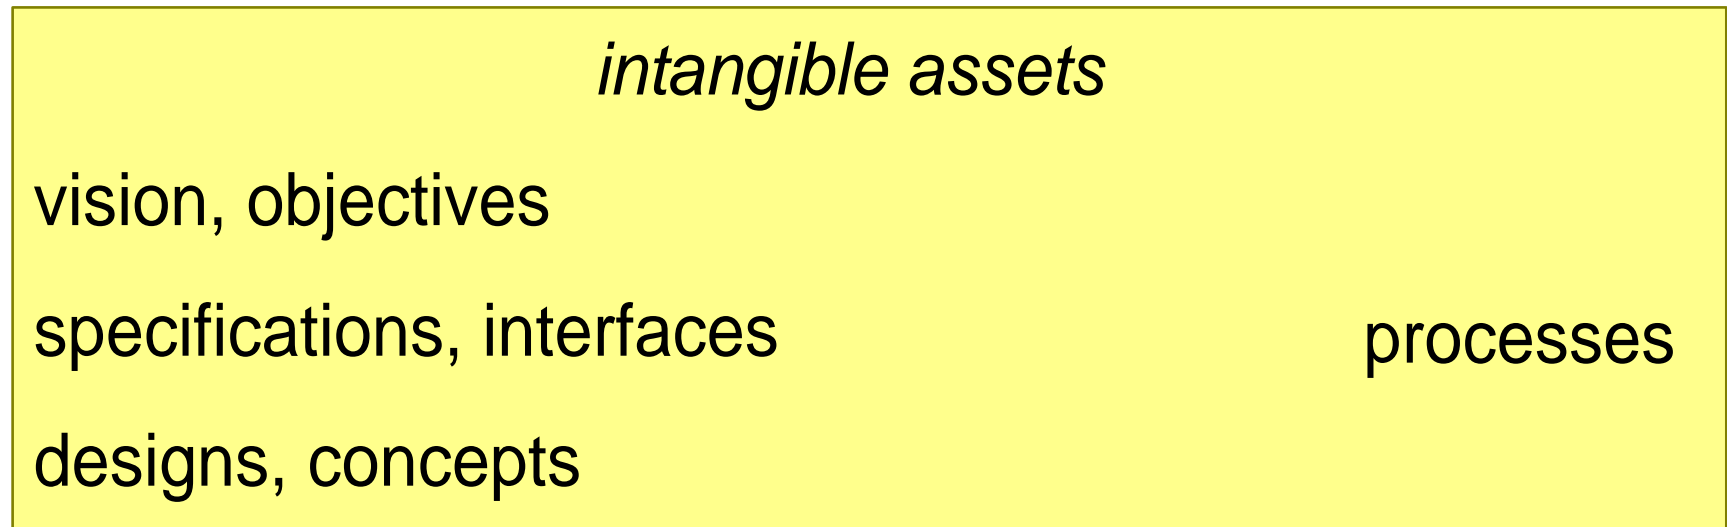 intangible assets
vision, objectives
specifications, interfaces
processes
designs, concepts